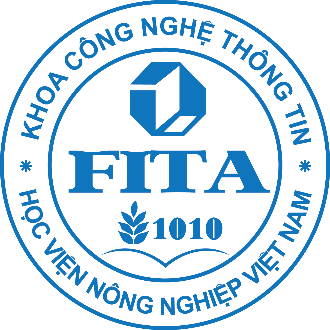 KHOA CÔNG NGHỆ THÔNG TIN
FITA
1010
* HỌC VIỆN NÔNG NGHIỆP VIỆT NAM *